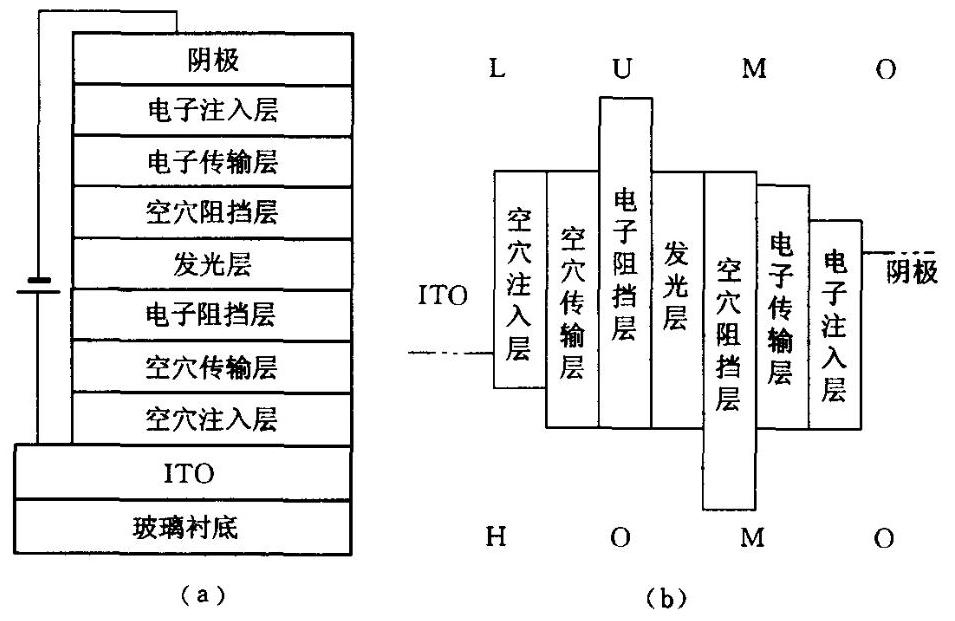 阴极
电子注入层
电子传输层
空穴阻挡层
发光层
电子阻挡层
空穴传输层
空穴注入层
ITO
玻璃衬底
(a)
L U M O
ITO
空穴注入层
空穴传输层
电子阻挡层
发光层
空穴阻挡层
电子传输层
电子注入层
阴极
H O M O
(b)